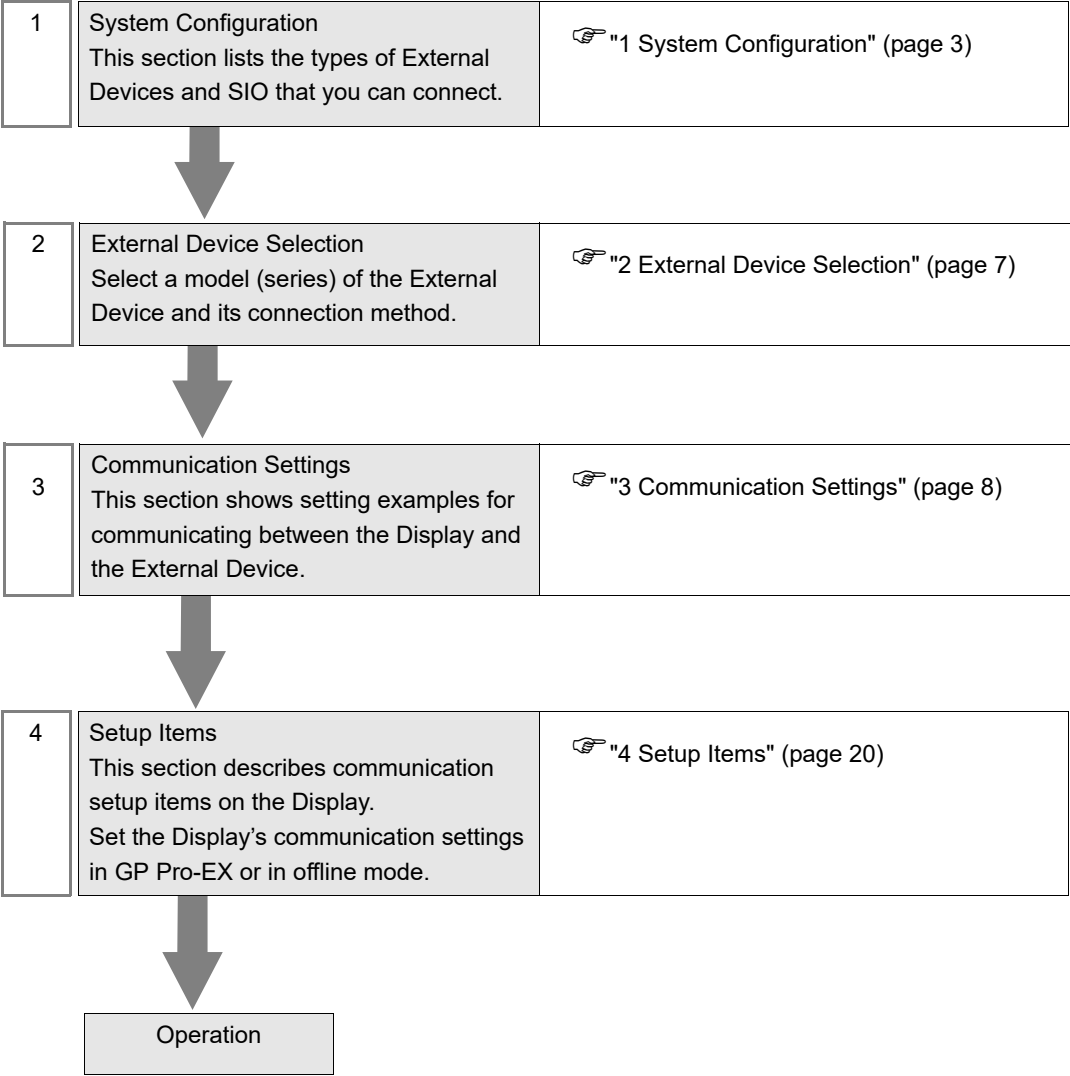 1
System Configuration
This section lists the types of External
Devices and SIO that you can connect.
"1 System Configuration" (page 3)
2
External Device Selection
Select a model (series) of the External
Device and its connection method.
"2 External Device Selection" (page 7)
3
Communication Settings
This section shows setting examples for
communicating between the Display and
the External Device.
"3 Communication Settings" (page 8)
4
Setup Items
This section describes communication
setup items on the Display.
Set the Display’s communication settings
in GP Pro-EX or in offline mode.
"4 Setup Items" (page 20)
Operation